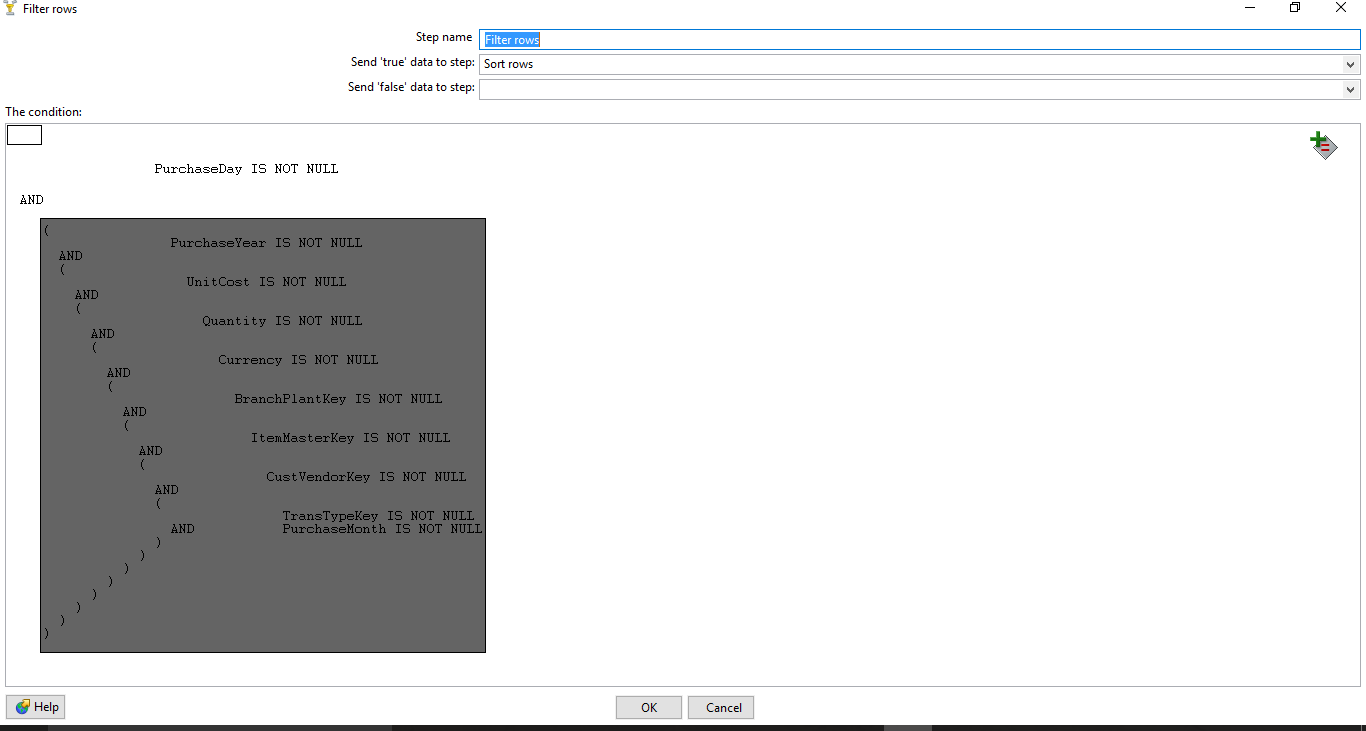 Filter rows
Step name Filter rows
Send 'true' data to step: Sort rows
Send 'false' data to step:
The condition:
PurchaseDay IS NOT NULL
AND
(
PurchaseYear IS NOT NULL
AND
(
UnitCost IS NOT NULL
AND
(
Quantity IS NOT NULL
AND
(
Currency IS NOT NULL
AND
(
BranchPlantKey IS NOT NULL
AND
(
ItemMasterKey IS NOT NULL
AND
(
CustVendorKey IS NOT NULL
AND
(
TransTypeKey IS NOT NULL
AND PurchaseMonth IS NOT NULL
)
)
)
)
)
)
)
)
Help OK Cancel